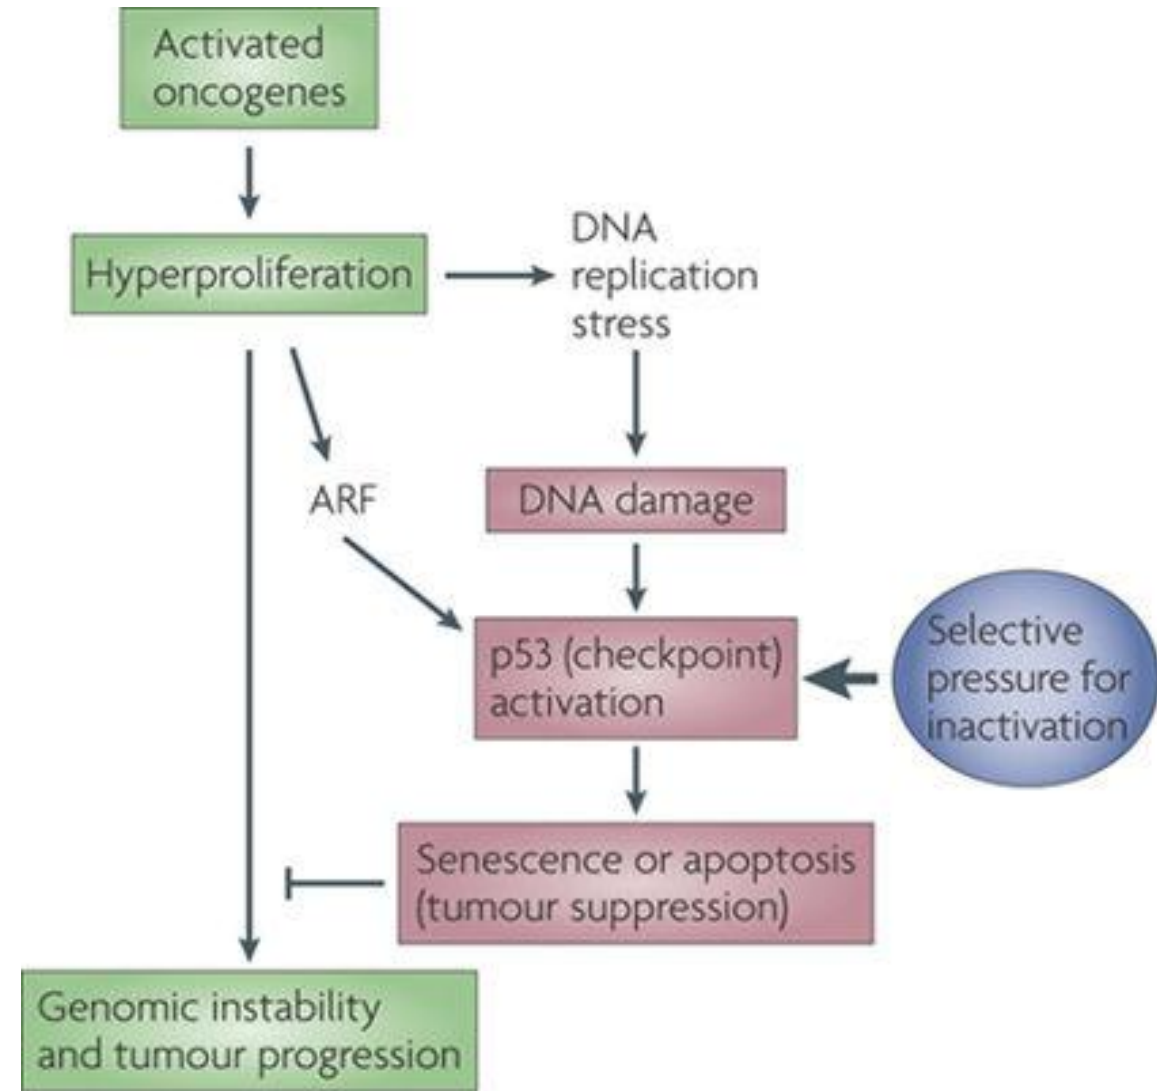 Activated
oncogenes
Hyperproliferation
DNA
replication
stress
ARF
DNA damage
p53 (checkpoint)
activation
Selective
pressure for
inactivation
Senescence or apoptosis
(tumour suppression)
Genomic instability
and tumour progression